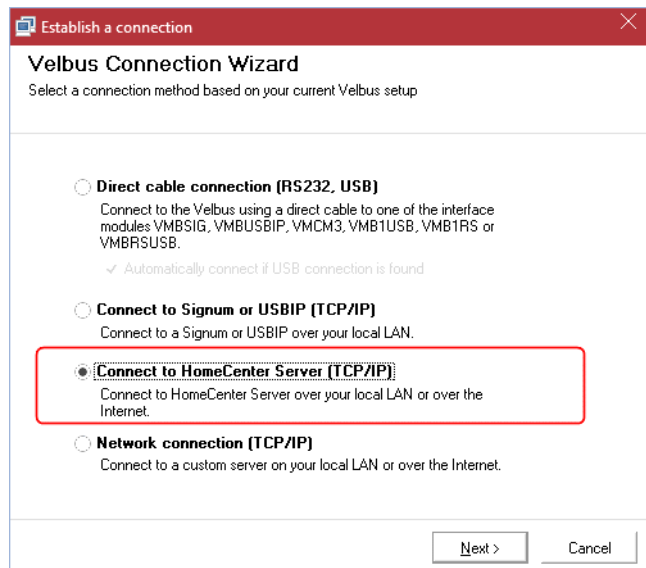 Establish a connection
Velbus Connection Wizard
Select a connection method based on your current Velbus setup
Direct cable connection (RS232, USB)
Connect to the Velbus using a direct cable to one of the interface
modules VMBSIG, VMBUSBIP, VMCM3, VMB1USB, VMB1RS or
VMBRSUSB.
✓ Automatically connect if USB connection is found
Connect to Signum or USBIP (TCP/IP)
Connect to a Signum or USBIP over your local LAN.
Connect to HomeCenter Server (TCP/IP)
Connect to HomeCenter Server over your local LAN or over the
Internet.
Network connection (TCP/IP)
Connect to a custom server on your local LAN or over the Internet.
Next > Cancel